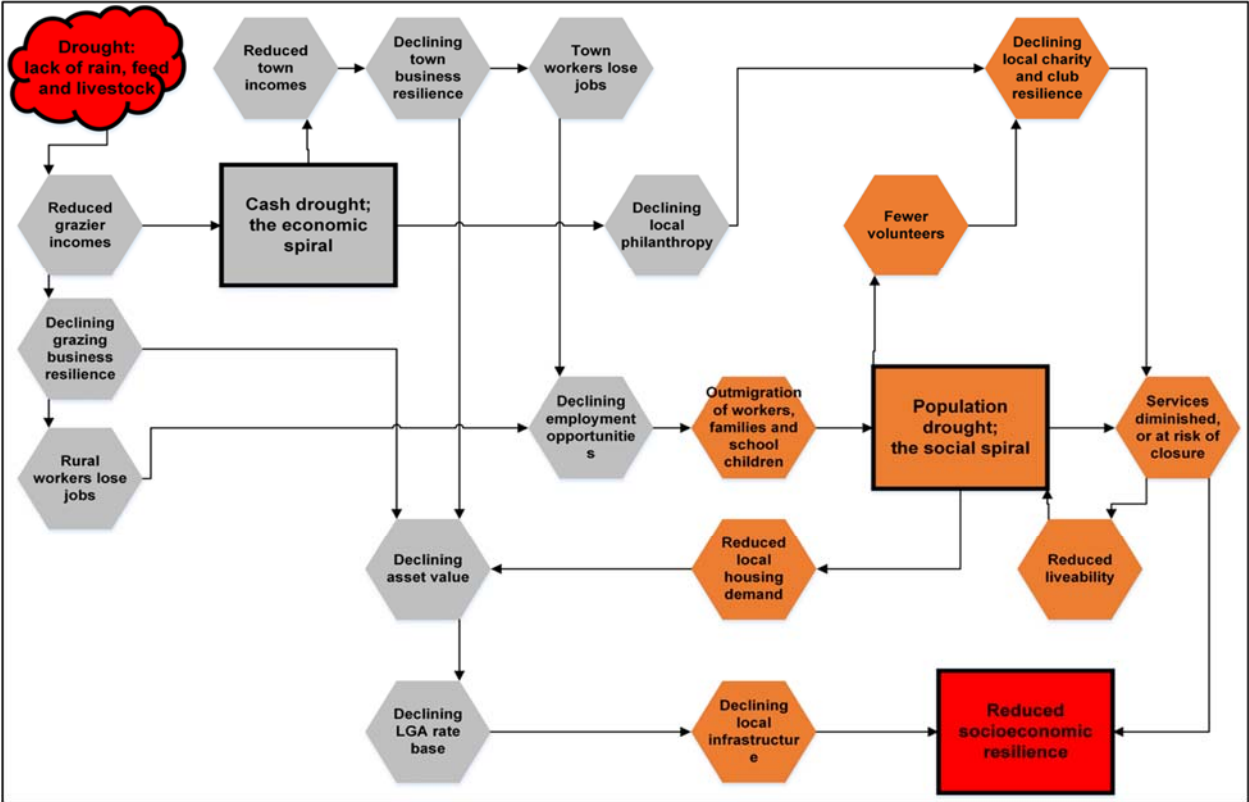 Drought:
lack of rain, feed
and livestock
Reduced
town
incomes
Declining
town
business
resilience
Town
workers lose
jobs
Declining
local charity
and club
resilience
Reduced
grazier
incomes
Cash drought;
the economic
spiral
Declining
local
philanthropy
Fewer
volunteers
Declining
grazing
business
resilience
Rural
workers lose
jobs
Declining
employment
opportunitie
s
Outmigration
of workers,
families and
school
children
Population
drought;
the social spiral
Services
diminished,
or at risk of
closure
Declining
asset value
Reduced
local
housing
demand
Reduced
liveability
Declining
LGA rate
base
Declining
local
infrastructur
e
Reduced
socioeconomic
resilience